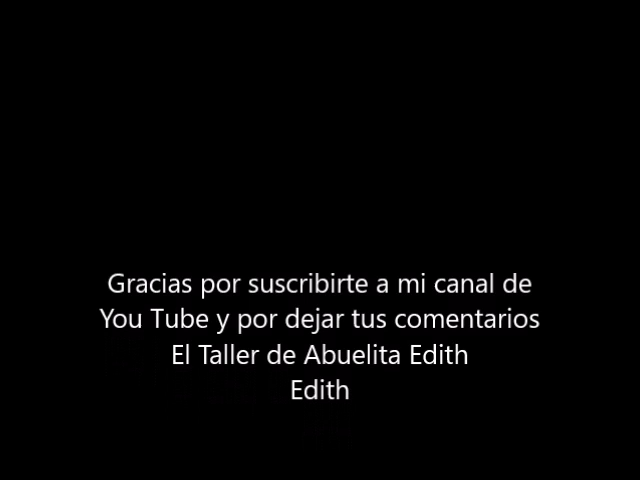 Gracias por suscribirte a mi canal de
You Tube y por dejar tus comentarios
El Taller de Abuelita Edith
Edith